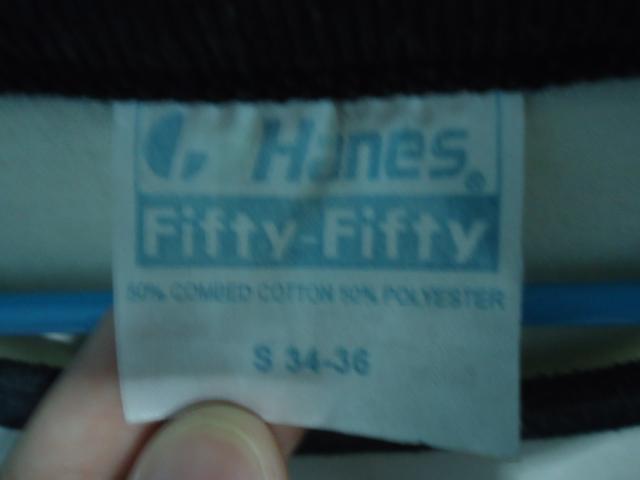 Hanes®
Fifty-Fifty
50% COMBED COTTON 50% POLYESTER
S 34-36